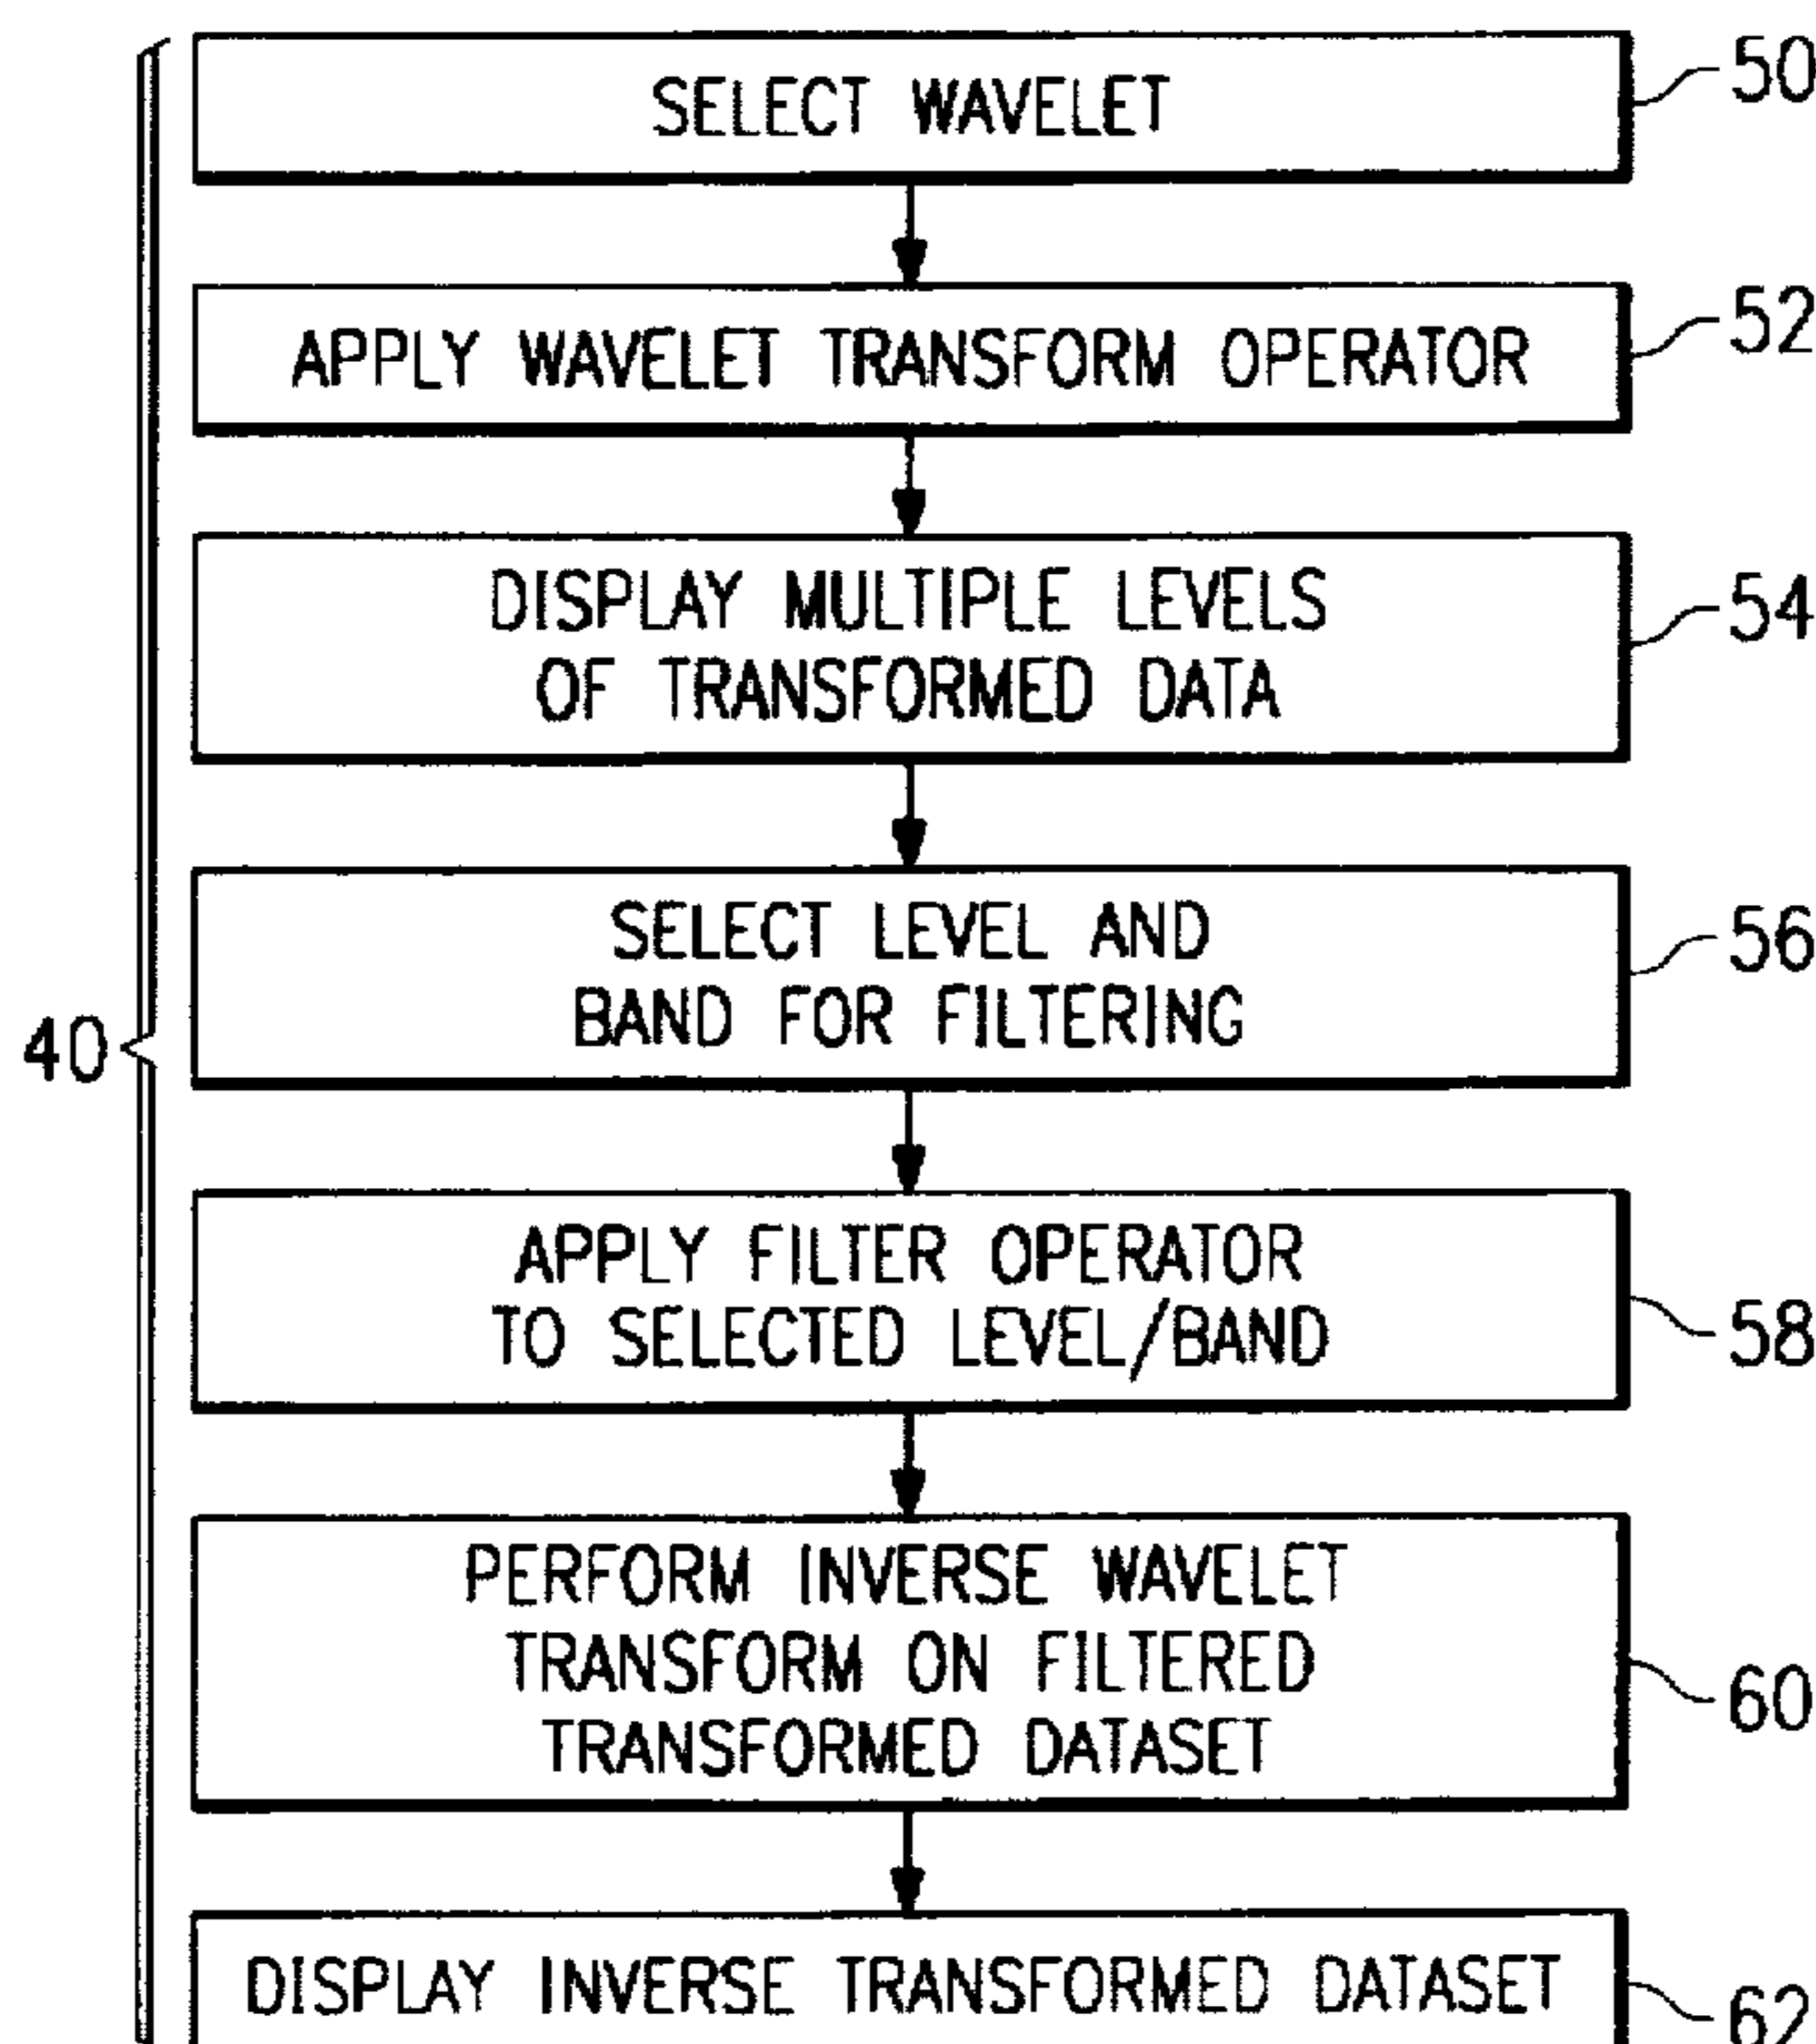 SELECT WAVELET
50
APPLY WAVELET TRANSFORM OPERATOR
52
DISPLAY MULTIPLE LEVELS
OF TRANSFORMED DATA
54
SELECT LEVEL AND
BAND FOR FILTERING
56
40
APPLY FILTER OPERATOR
TO SELECTED LEVEL/BAND
58
PERFORM INVERSE WAVELET
TRANSFORM ON FILTERED
TRANSFORMED DATASET
60
DISPLAY INVERSE TRANSFORMED DATASET
62